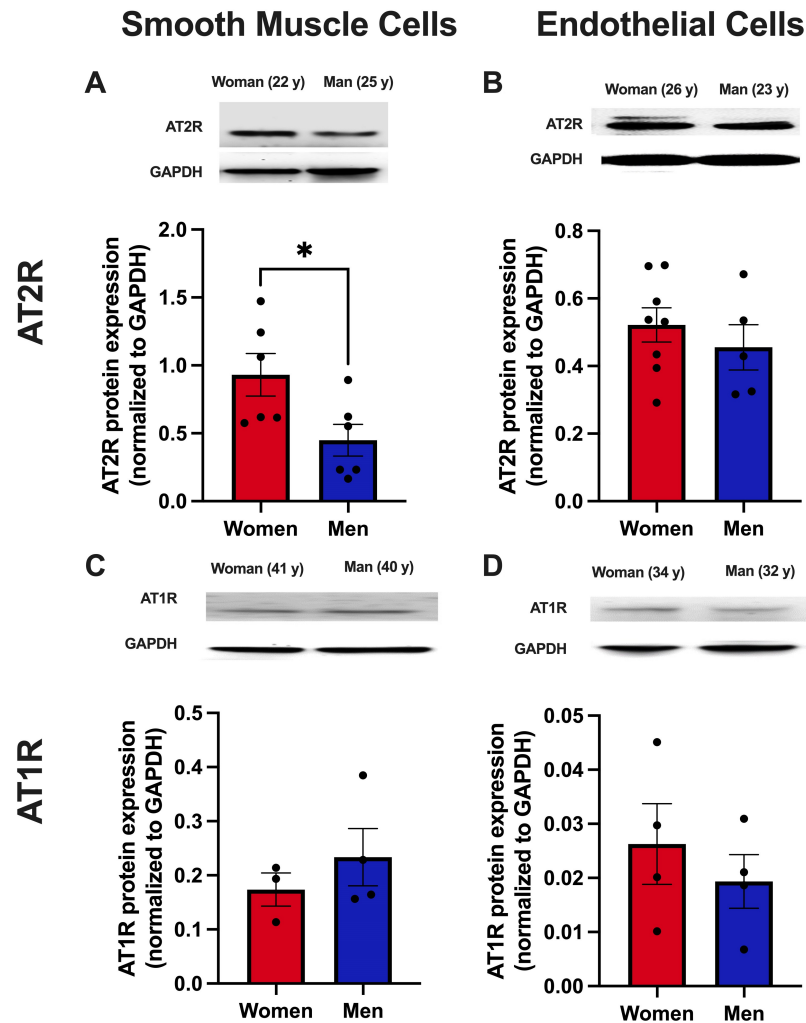 Smooth Muscle Cells
Endothelial Cells
AT2R
A
Woman (22 y) Man (25 y)
AT2R
GAPDH
AT2R protein expression
(normalized to GAPDH)
2.0
1.5
1.0
0.5
0.0
*
Women Men
B
Woman (26 y) Man (23 y)
AT2R
GAPDH
AT2R protein expression
(normalized to GAPDH)
0.8
0.6
0.4
0.2
0.0
Women Men
AT1R
C
Woman (41 y) Man (40 y)
AT1R
GAPDH
AT1R protein expression
(normalized to GAPDH)
0.5
0.4
0.3
0.2
0.1
0.0
Women Men
D
Woman (34 y) Man (32 y)
AT1R
GAPDH
AT1R protein expression
(normalized to GAPDH)
0.05
0.04
0.03
0.02
0.01
0.00
Women Men